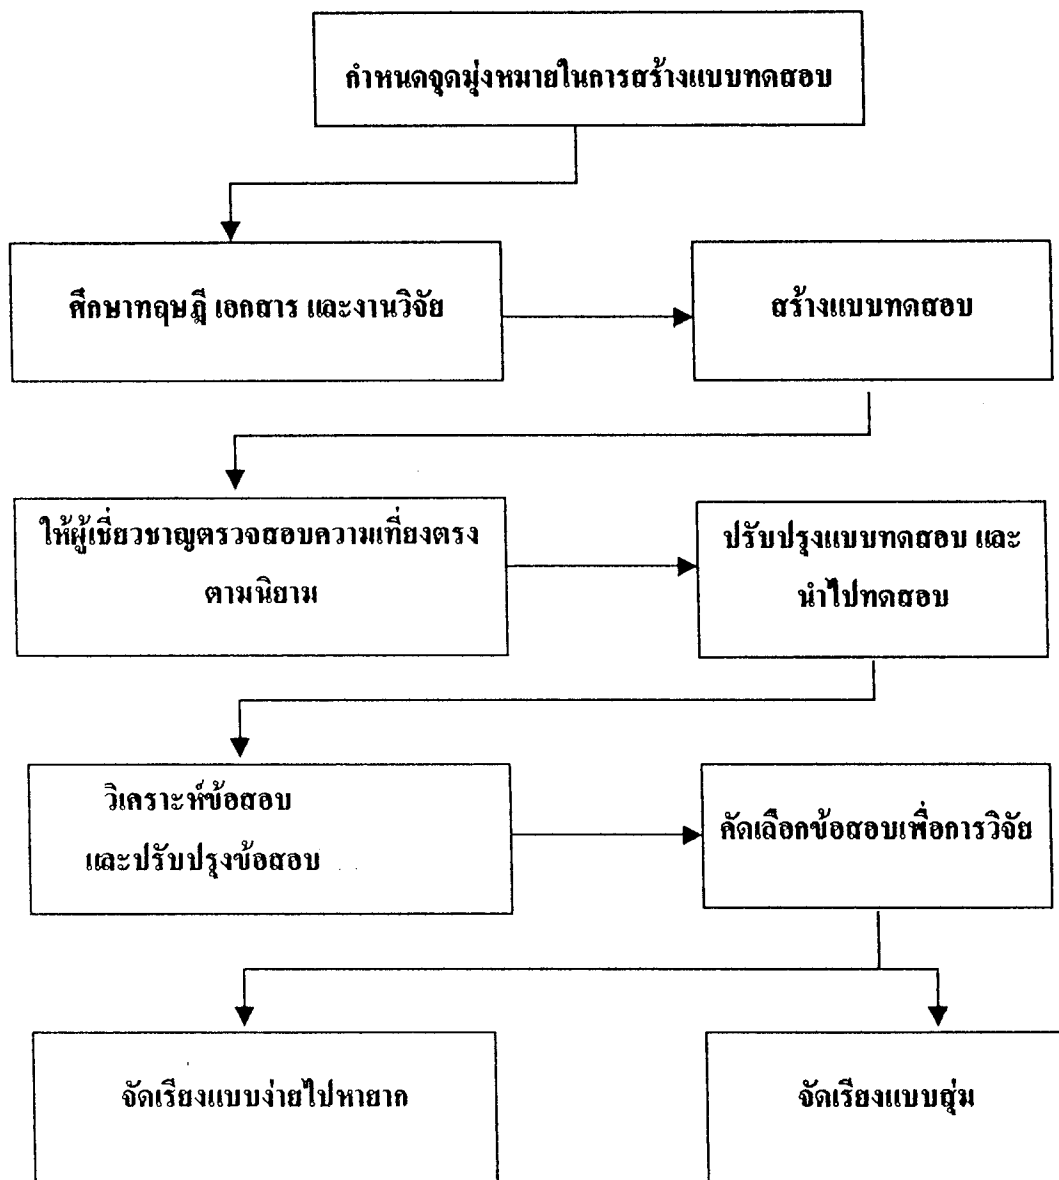 กำหนดจุดมุ่งหมายในการสร้างแบบทดสอบ
ศึกษาทฤษฎี เอกสาร และงานวิจัย
สร้างแบบทดสอบ
ให้ผู้เชี่ยวชาญตรวจสอบความเที่ยงตรง
ตามนิยาม
ปรับปรุงแบบทดสอบ และ
นำไปทดสอบ
วิเคราะห์ข้อสอบ
และปรับปรุงข้อสอบ
คัดเลือกข้อสอบเพื่อการวิจัย
จัดเรียงแบบง่ายไปหายาก
จัดเรียงแบบสุ่ม